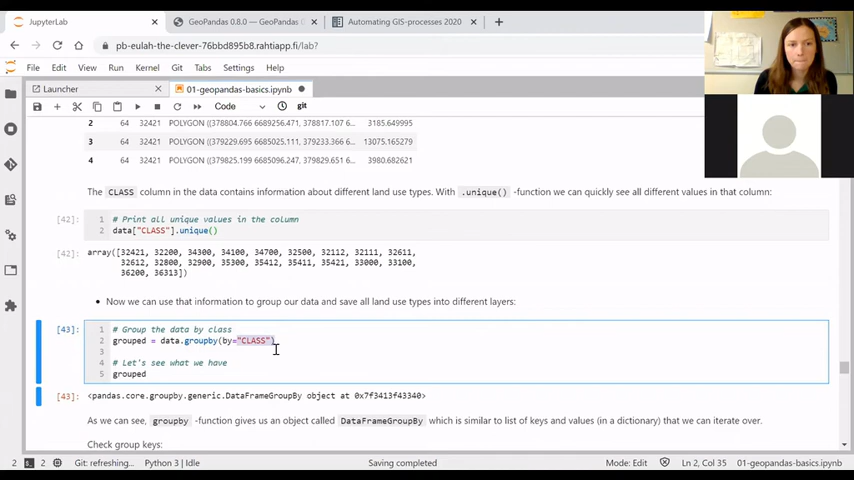 JupyterLab
GeoPandas 0.8.0 — GeoPandas 0
Automating GIS-processes 2020
pb-eulah-the-clever-76bbd895b8.rahtiapp.fi/lab?
File Edit View Run Kernel Git Tabs Settings Help
Launcher
01-geopandas-basics.ipynb
Code
git
2 64 32421 POLYGON ((378804.766 6689256.471, 378817.107 6... 3185.649995
3 64 32421 POLYGON ((379229.695 6685025.111, 379233.366 ... 13075.165279
4 64 32421 POLYGON ((379825.199 6685096.247, 379829.651 ... 3980.682621
The CLASS column in the data contains information about different land use types. With .unique() -function we can quickly see all different values in that column:
[42]:
1 # Print all unique values in the column
2 data["CLASS"].unique()
[42]:
array([32421, 32200, 34300, 34100, 34700, 32500, 32112, 32111, 32611,
32612, 32800, 32900, 35300, 35412, 35411, 35421, 33000, 33100,
36200, 36313])
• Now we can use that information to group our data and save all land use types into different layers:
[43]:
1 # Group the data by class
2 grouped = data.groupby(by="CLASS")
3
4 # Let's see what we have
5 grouped
[43]: <pandas.core.groupby.generic.DataFrameGroupBy object at 0x7f3413f43340>
As we can see, groupby -function gives us an object called DataFrameGroupBy which is similar to list of keys and values (in a dictionary) that we can iterate over.
Check group keys:
2 2 Git: refreshing... Python 3 | Idle Saving completed Mode: Edit Ln 2, Col 35 01-geopandas-basics.ipynb